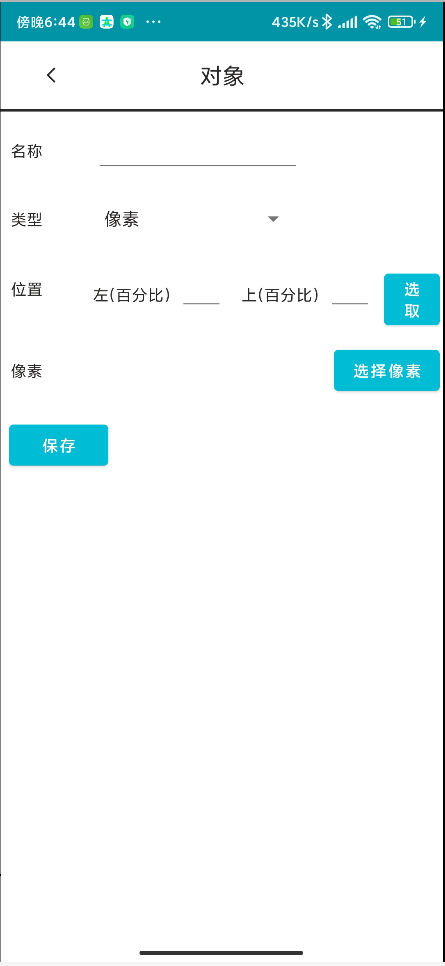 傍晚6:44 ··· 435K/s 51
对象
名称
类型 像素
位置 左(百分比) 上(百分比) 选
取
像素 选择像素
保存